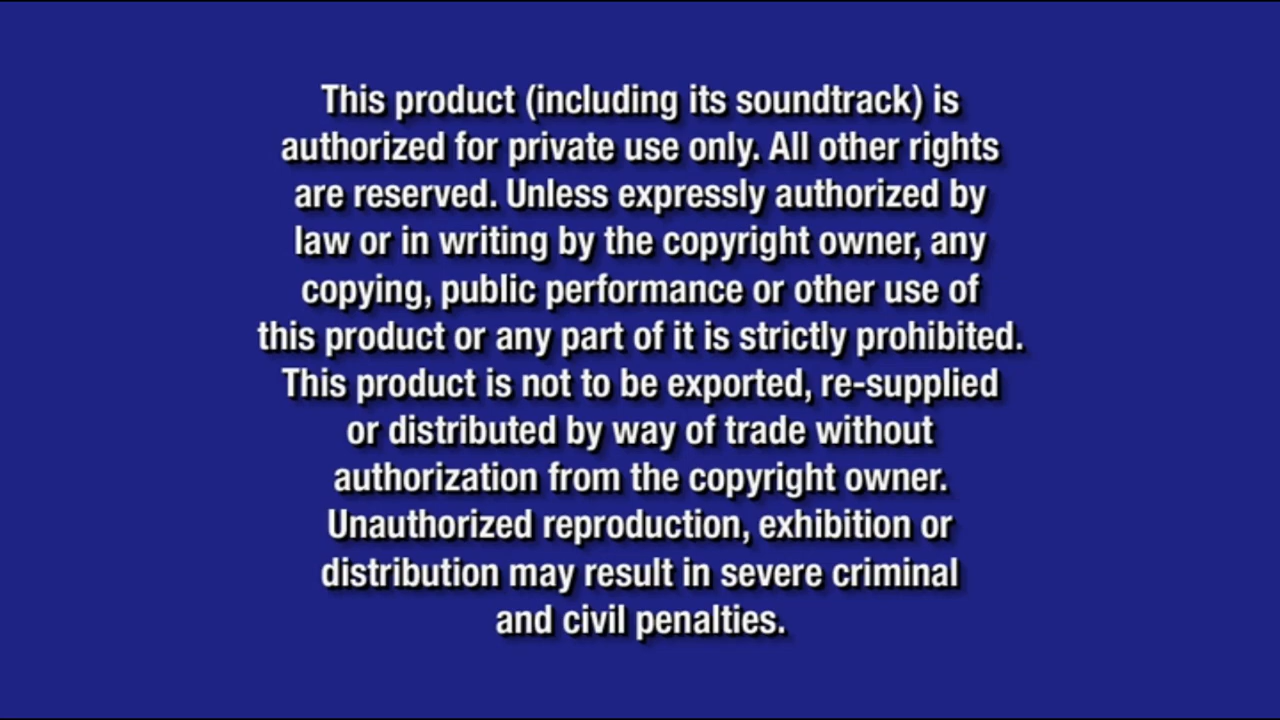 This product (including its soundtrack) is
authorized for private use only. All other rights
are reserved. Unless expressly authorized by
law or in writing by the copyright owner, any
copying, public performance or other use of
this product or any part of it is strictly prohibited.
This product is not to be exported, re-supplied
or distributed by way of trade without
authorization from the copyright owner.
Unauthorized reproduction, exhibition or
distribution may result in severe criminal
and civil penalties.